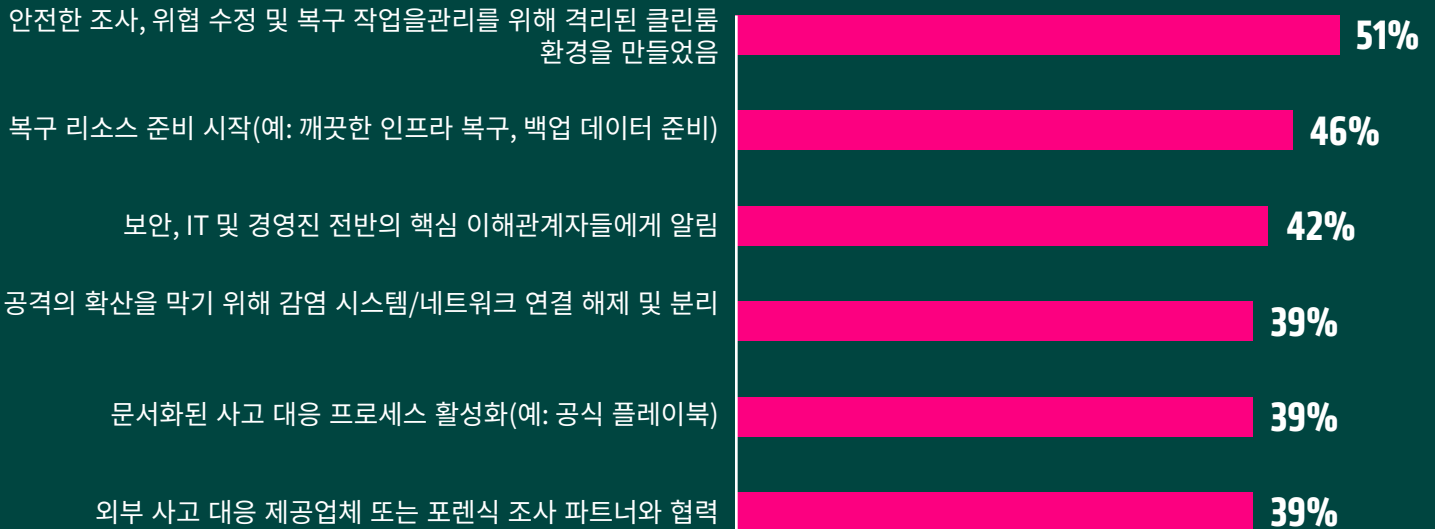 안전한 조사, 위협 수정 및 복구 작업을관리를 위해 격리된 클린룸
환경을 만들었음
51%
복구 리소스 준비 시작(예: 깨끗한 인프라 복구, 백업 데이터 준비)
46%
보안, IT 및 경영진 전반의 핵심 이해관계자들에게 알림
42%
공격의 확산을 막기 위해 감염 시스템/네트워크 연결 해제 및 분리
39%
문서화된 사고 대응 프로세스 활성화(예: 공식 플레이북)
39%
외부 사고 대응 제공업체 또는 포렌식 조사 파트너와 협력
39%